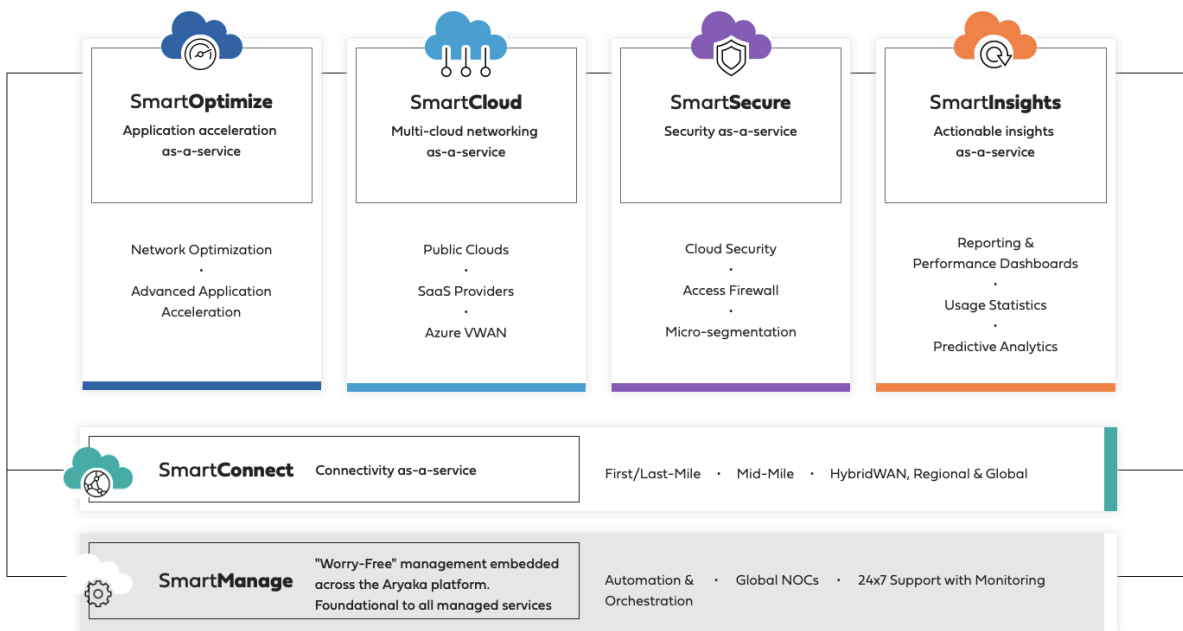 SmartOptimize
Application acceleration
as-a-service
Network Optimization
·
Advanced Application
Acceleration
SmartCloud
Multi-cloud networking
as-a-service
Public Clouds
·
SaaS Providers
·
Azure VWAN
SmartSecure
Security as-a-service
Cloud Security
·
Access Firewall
·
Micro-segmentation
SmartInsights
Actionable insights
as-a-service
Reporting &
Performance Dashboards
·
Usage Statistics
·
Predictive Analytics
SmartConnect Connectivity as-a-service
First/Last-Mile · Mid-Mile · HybridWAN, Regional & Global
SmartManage
"Worry-Free" management embedded
across the Aryaka platform.
Foundational to all managed services
Automation & · Global NOCs · 24x7 Support with Monitoring
Orchestration